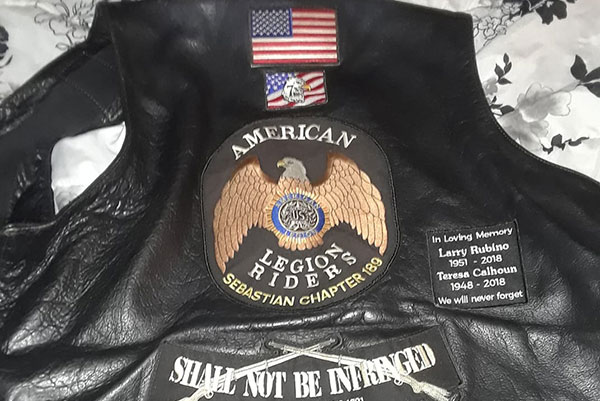 AMERICAN
LEGION
RIDERS
SEBASTIAN CHAPTER 189
In Loving Memory
Larry Rubino
1951 - 2018
Teresa Calhoun
1948 - 2018
We will never forget
SHALL NOT BE INFRINGED